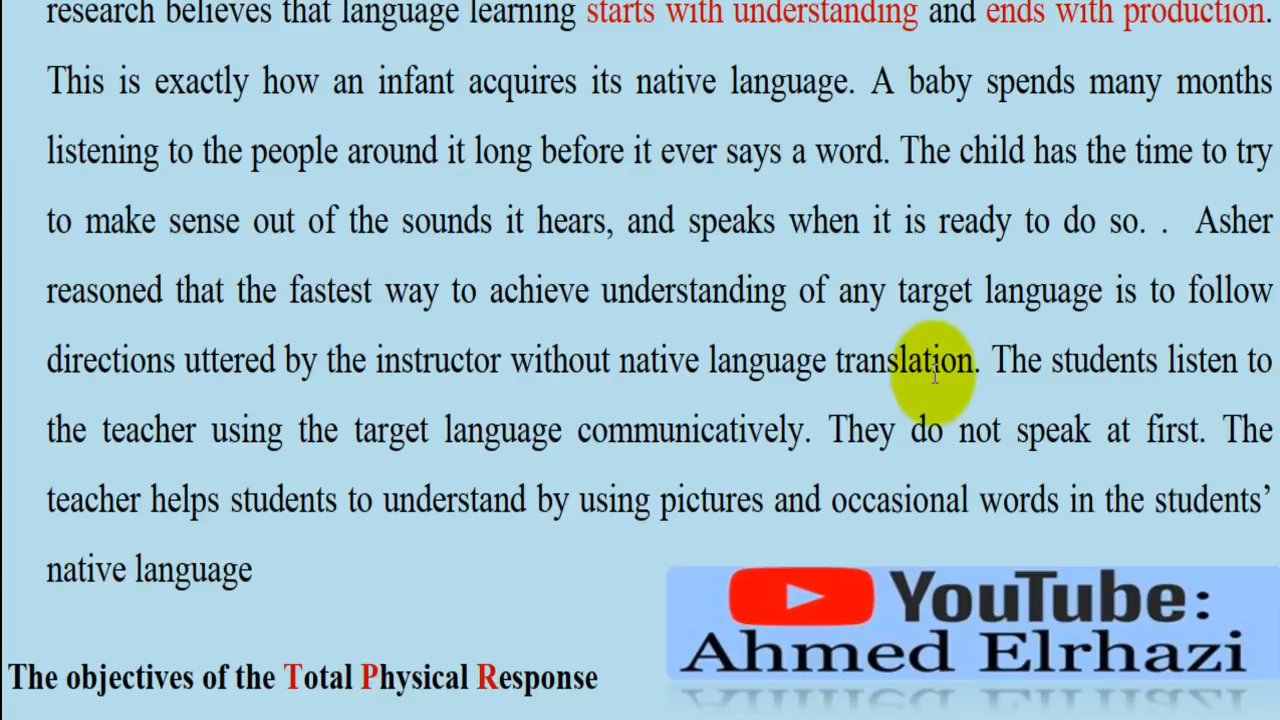 research believes that language learning starts with understanding and ends with production.
This is exactly how an infant acquires its native language. A baby spends many months
listening to the people around it long before it ever says a word. The child has the time to try
to make sense out of the sounds it hears, and speaks when it is ready to do so. . Asher
reasoned that the fastest way to achieve understanding of any target language is to follow
directions uttered by the instructor without native language translation. The students listen to
the teacher using the target language communicatively. They do not speak at first. The
teacher helps students to understand by using pictures and occasional words in the students’
native language
YouTube:
Ahmed Elrhazi
The objectives of the Total Physical Response